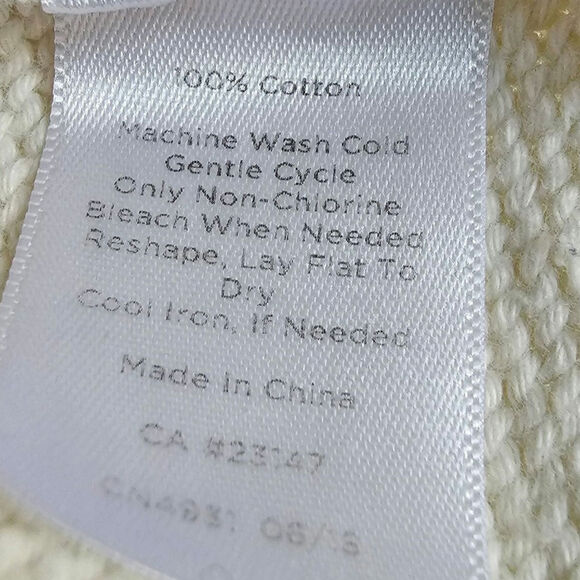 100% Cotton
Machine Wash Cold
Gentle Cycle
Only Non-Chlorine
Bleach When Needed
Reshape, Lay Flat To
Dry
Cool Iron, If Needed
Made In China
CA #23147